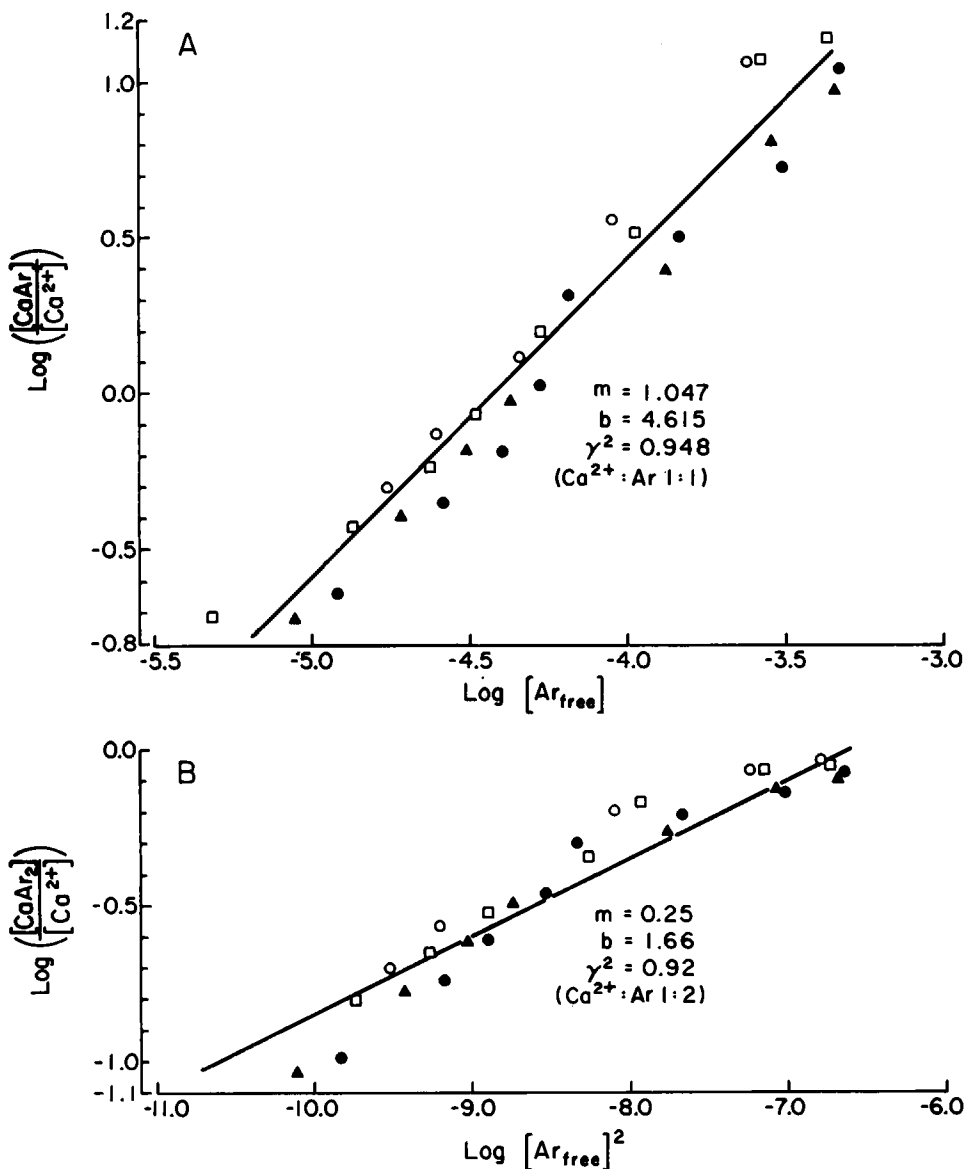 A
1.2
1.0
0.5
0.0
-0.5
-0.8
Log ([CaAr]/[Ca²⁺])
m = 1.047
b = 4.615
γ² = 0.948
(Ca²⁺:Ar 1:1)
-5.5 -5.0 -4.5 -4.0 -3.5 -3.0
Log [Ar_free]
B
0.0
-0.5
-1.0
-1.1
Log ([CaAr₂]/[Ca²⁺])
m = 0.25
b = 1.66
γ² = 0.92
(Ca²⁺:Ar 1:2)
-11.0 -10.0 -9.0 -8.0 -7.0 -6.0
Log [Ar_free]²